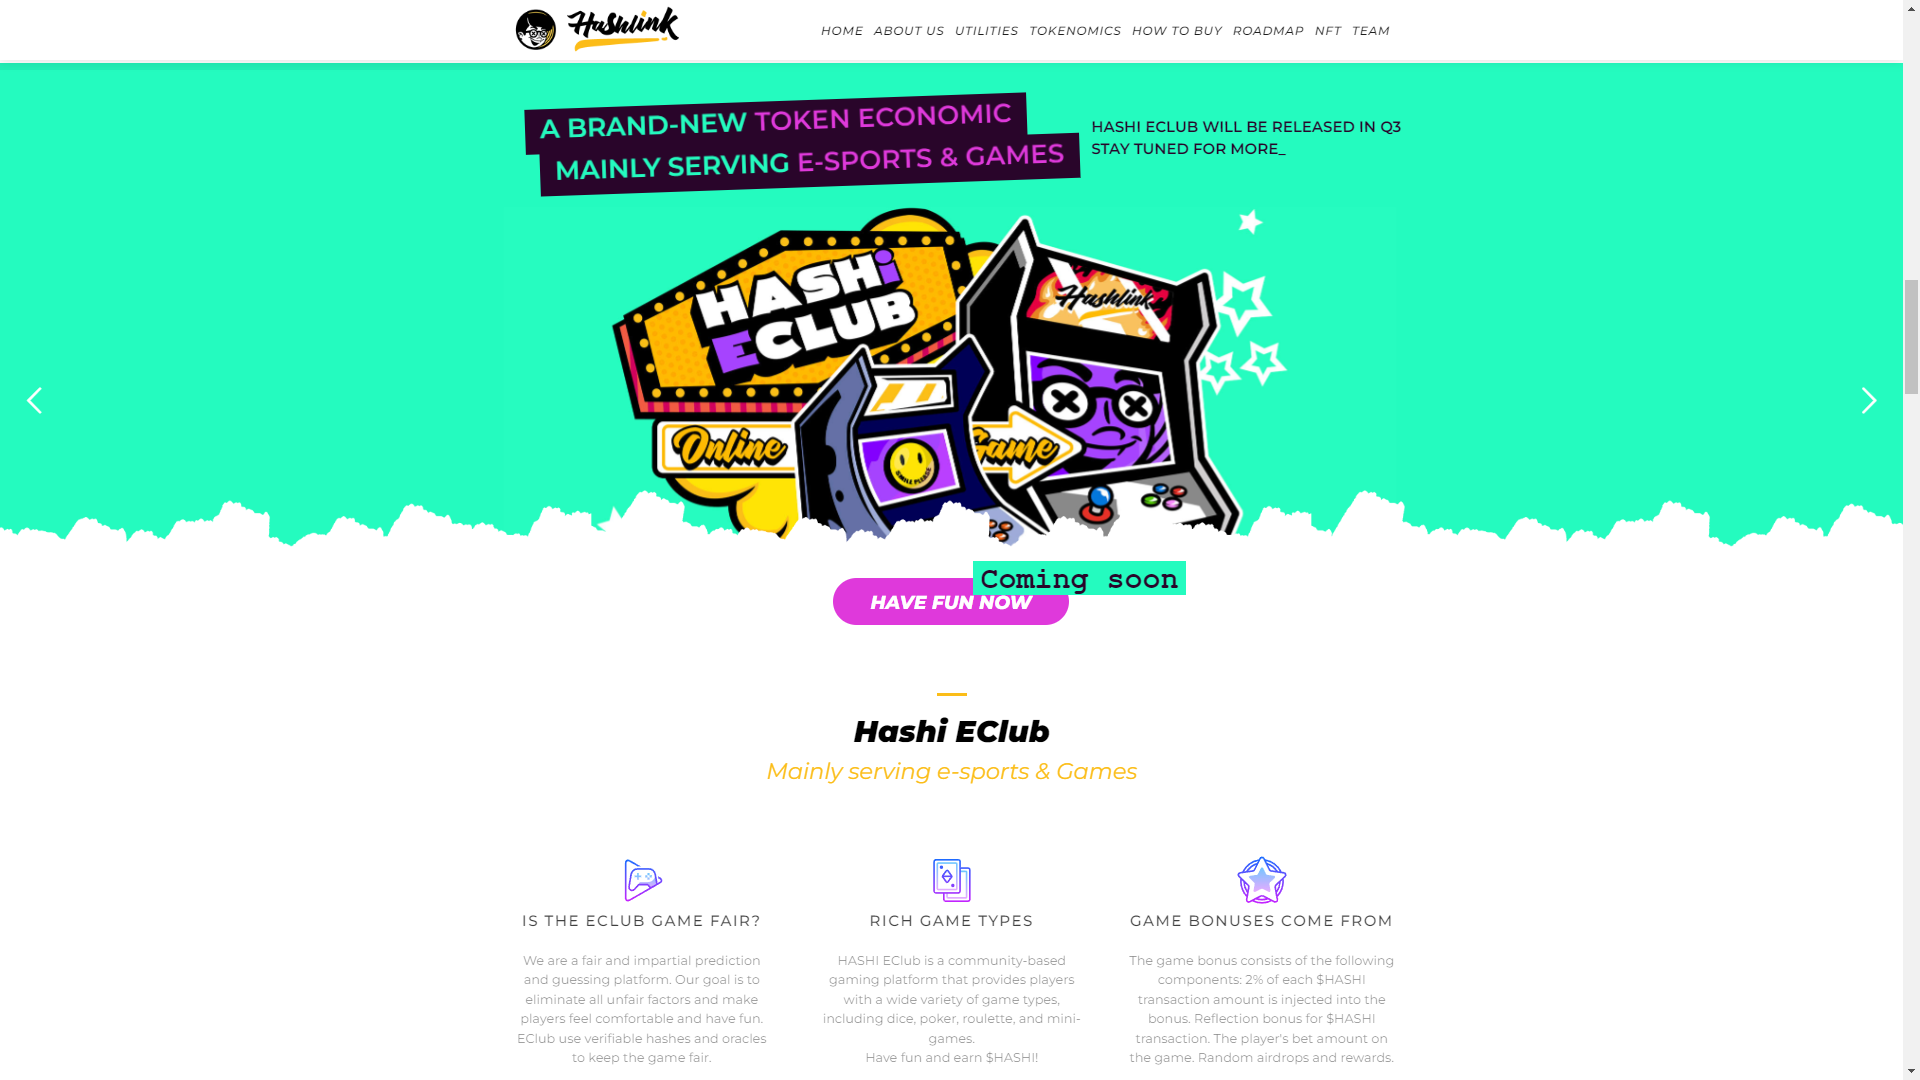 Hashlink
HOME ABOUT US UTILITIES TOKENOMICS HOW TO BUY ROADMAP NFT TEAM
A BRAND-NEW TOKEN ECONOMIC
MAINLY SERVING E-SPORTS & GAMES
HASHI ECLUB WILL BE RELEASED IN Q3
STAY TUNED FOR MORE_
HASHi
ECLUB
Hashlink
Online Game
SMILE PLEASE
Coming soon
HAVE FUN NOW
Hashi EClub
Mainly serving e-sports & Games
IS THE ECLUB GAME FAIR?
We are a fair and impartial prediction
and guessing platform. Our goal is to
eliminate all unfair factors and make
players feel comfortable and have fun.
EClub use verifiable hashes and oracles
to keep the game fair.
RICH GAME TYPES
HASHI EClub is a community-based
gaming platform that provides players
with a wide variety of game types,
including dice, poker, roulette, and mini-
games.
Have fun and earn $HASHI!
GAME BONUSES COME FROM
The game bonus consists of the following
components: 2% of each $HASHI
transaction amount is injected into the
bonus. Reflection bonus for $HASHI
transaction. The player's bet amount on
the game. Random airdrops and rewards.